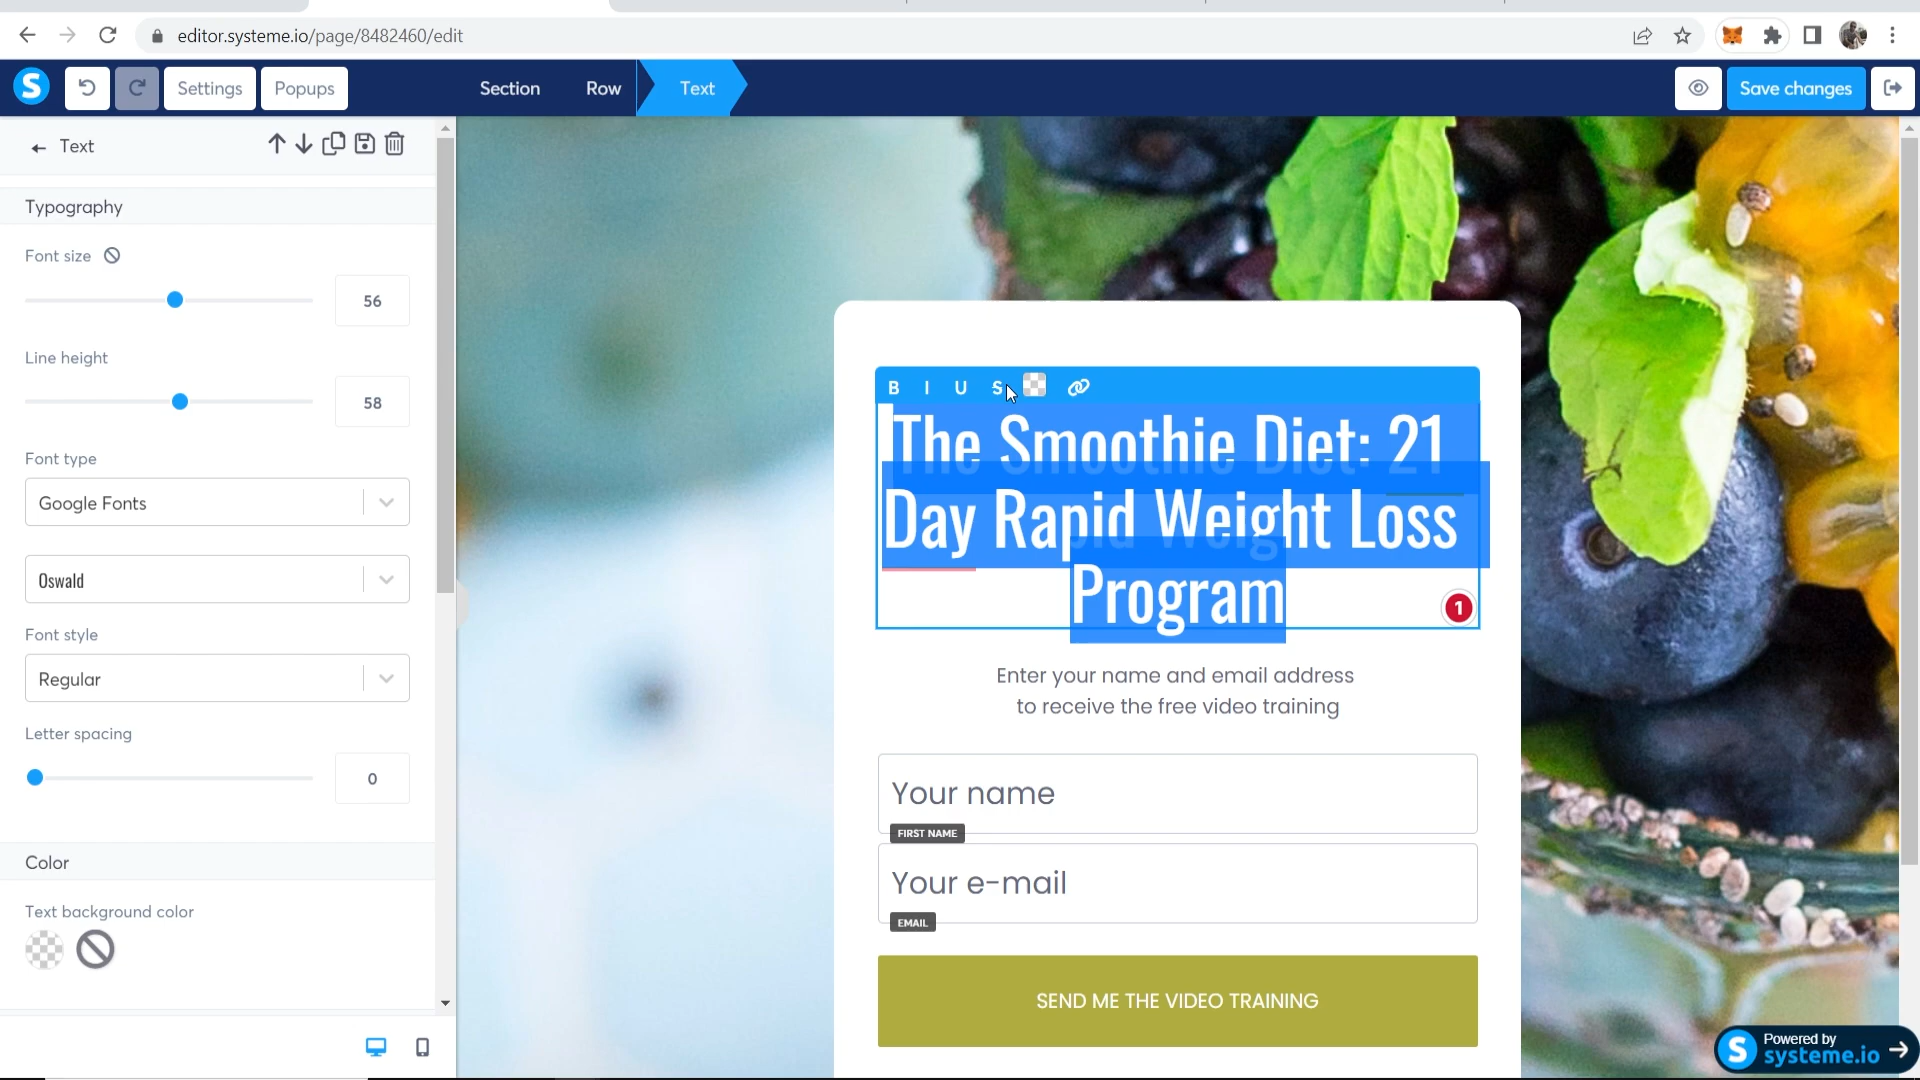 editor.systeme.io/page/8482460/edit
S
Settings
Popups
Section
Row
Text
Save changes
Text
Typography
Font size
56
Line height
58
Font type
Google Fonts
Oswald
Font style
Regular
Letter spacing
0
Color
Text background color
B I U S
The Smoothie Diet: 21
Day Rapid Weight Loss
Program
1
Enter your name and email address
to receive the free video training
Your name
FIRST NAME
Your e-mail
EMAIL
SEND ME THE VIDEO TRAINING
S
Powered by
systeme.io